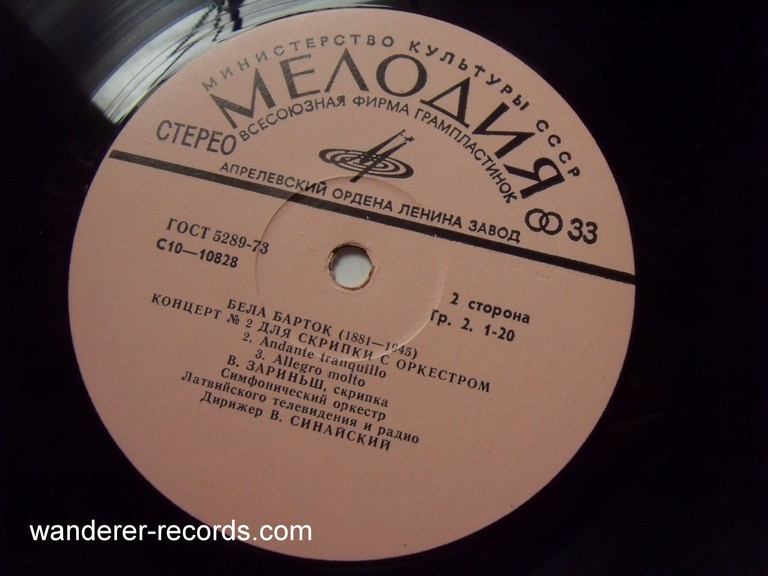 МИНИСТЕРСТВО КУЛЬТУРЫ СССР
МЕЛОДИЯ
ВСЕСОЮЗНАЯ ФИРМА ГРАМПЛАСТИНОК
СТЕРЕО
33
АПРЕЛЕВСКИЙ ОРДЕНА ЛЕНИНА ЗАВОД
ГОСТ 5289-73
С10—10828
2 сторона
Гр. 2. 1-20
БЕЛА БАРТОК (1881—1945)
КОНЦЕРТ № 2 ДЛЯ СКРИПКИ С ОРКЕСТРОМ
2. Andante tranquillo
3. Allegro molto
В. ЗАРИНЬШ, скрипка
Симфонический оркестр
Латвийского телевидения и радио
Дирижер В. СИНАЙСКИЙ
wanderer-records.com